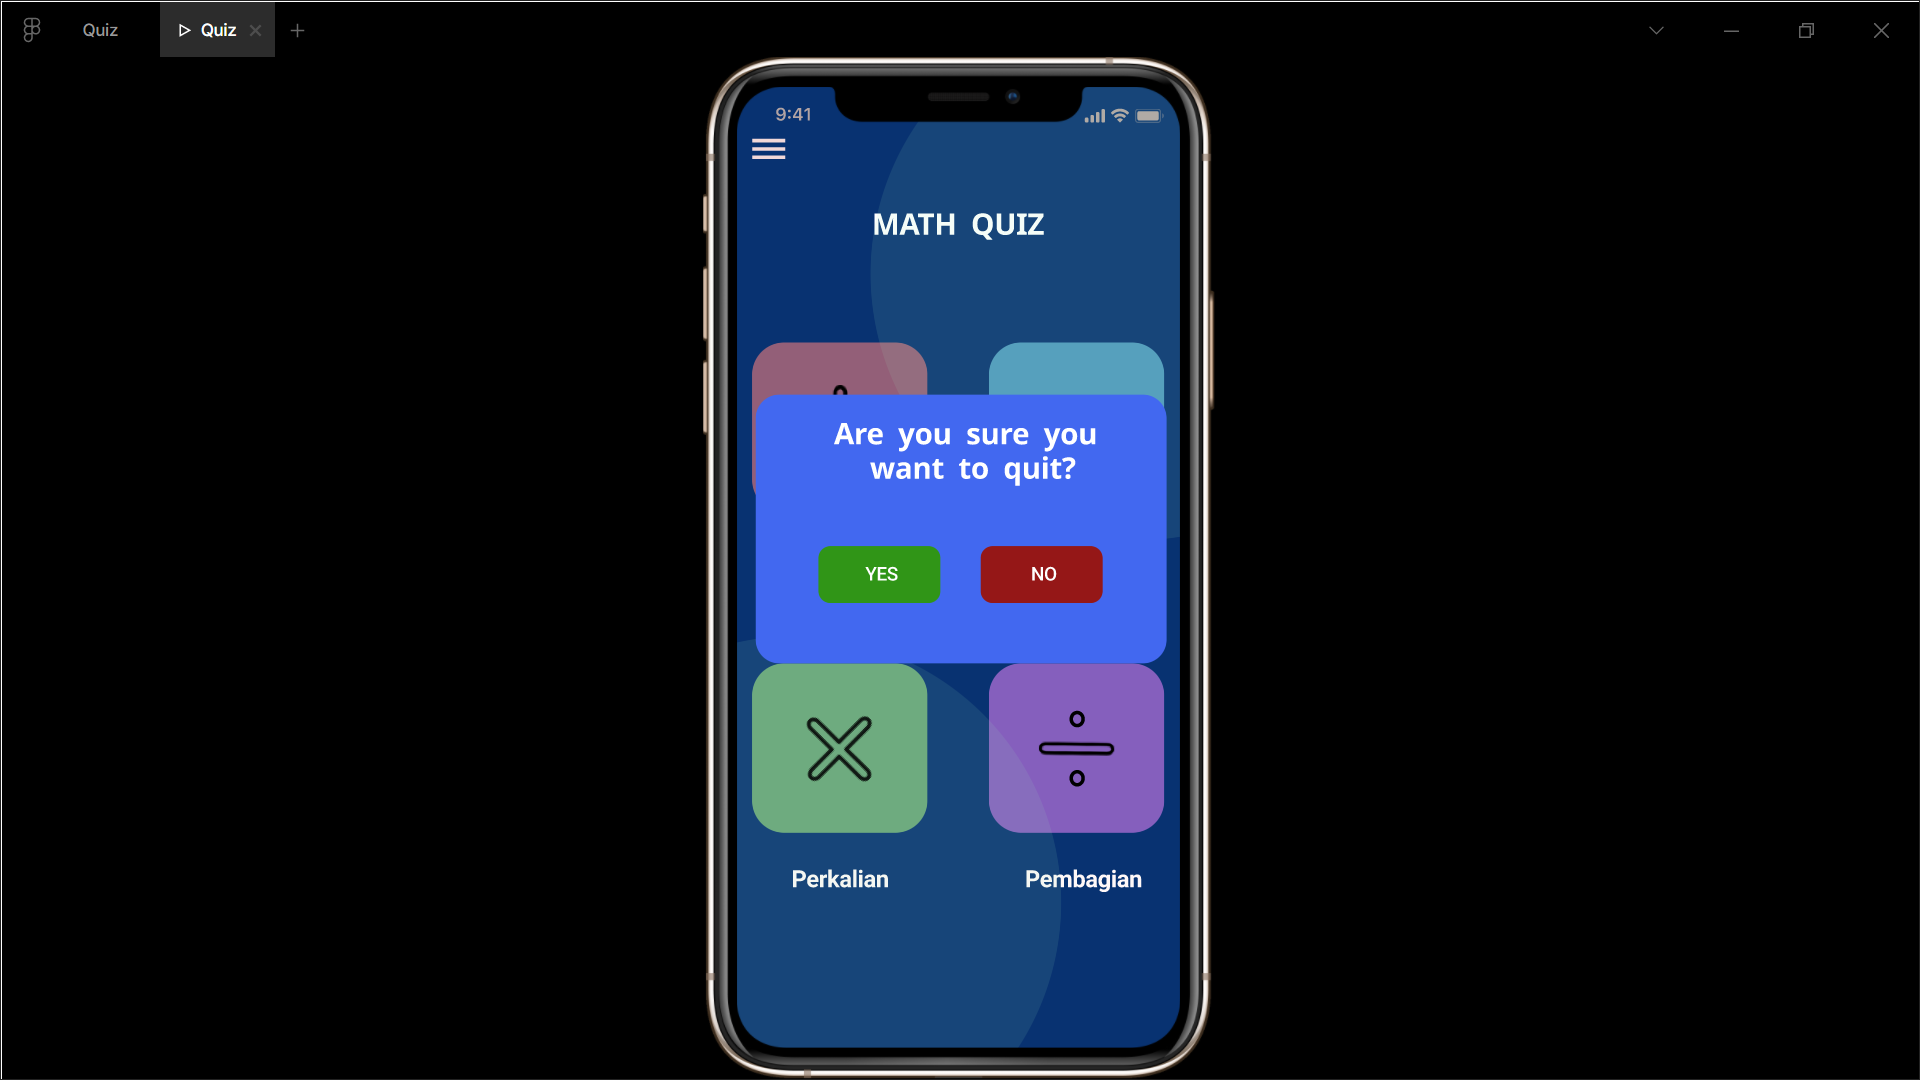 Quiz
Quiz
9:41
MATH QUIZ
Are you sure you
want to quit?
YES
NO
Perkalian
Pembagian